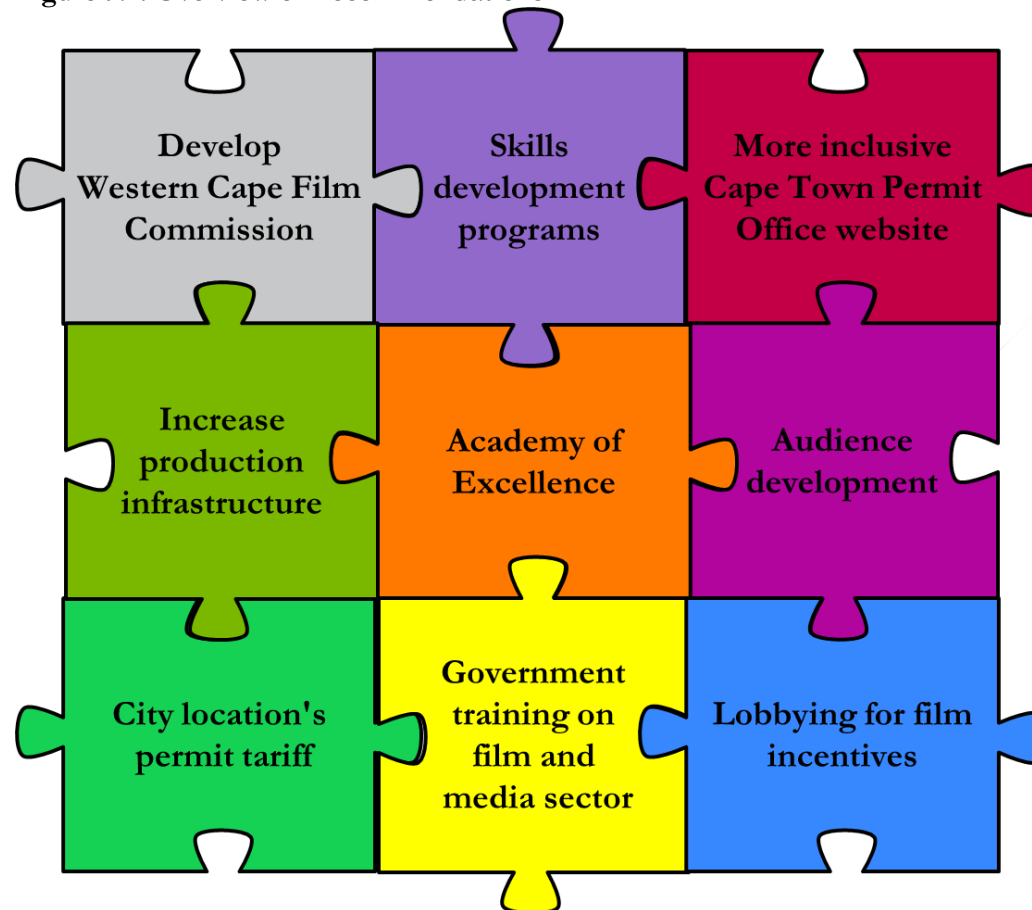 Develop
Western Cape Film
Commission
Skills
development
programs
More inclusive
Cape Town Permit
Office website
Increase
production
infrastructure
Academy of
Excellence
Audience
development
City location's
permit tariff
Government
training on
film and
media sector
Lobbying for film
incentives